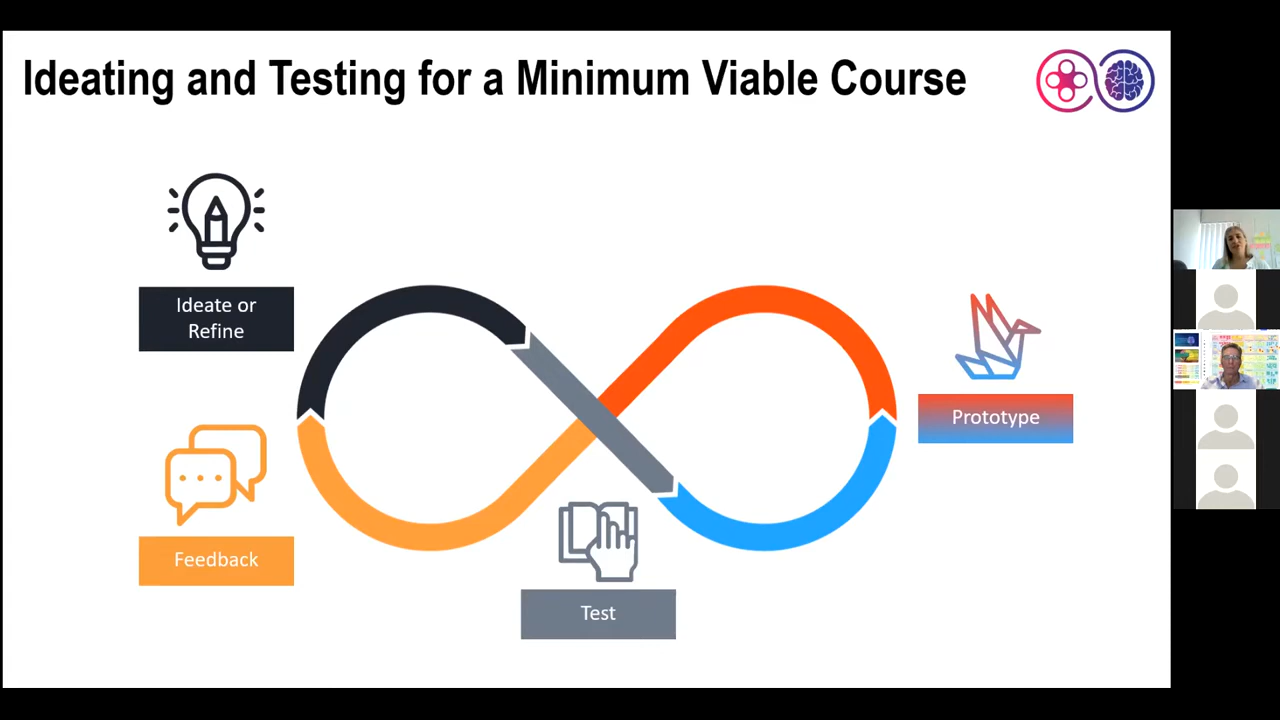 Ideating and Testing for a Minimum Viable Course
Ideate or
Refine
Prototype
Feedback
Test